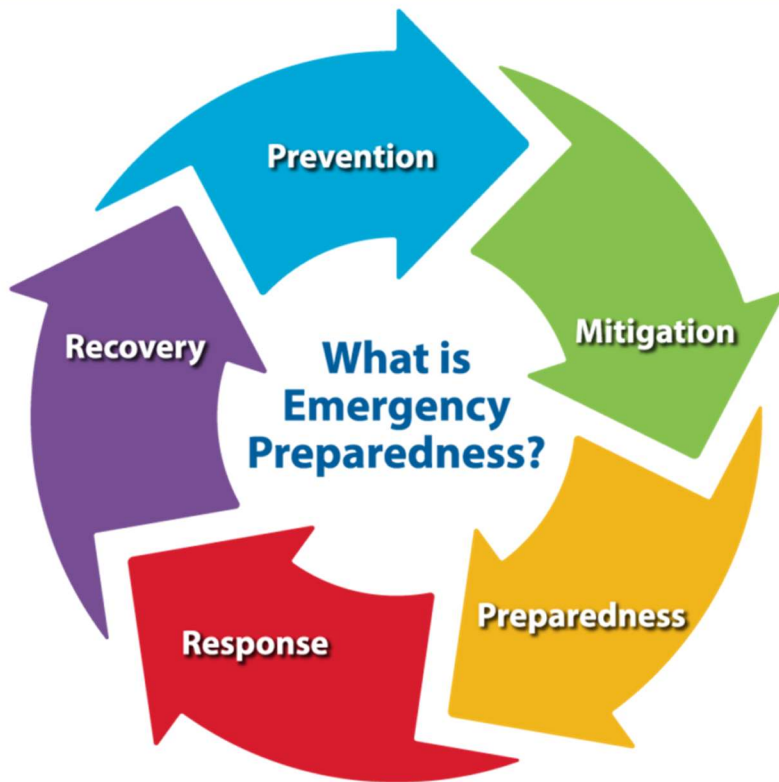 Prevention
Mitigation
Recovery
What is
Emergency
Preparedness?
Preparedness
Response